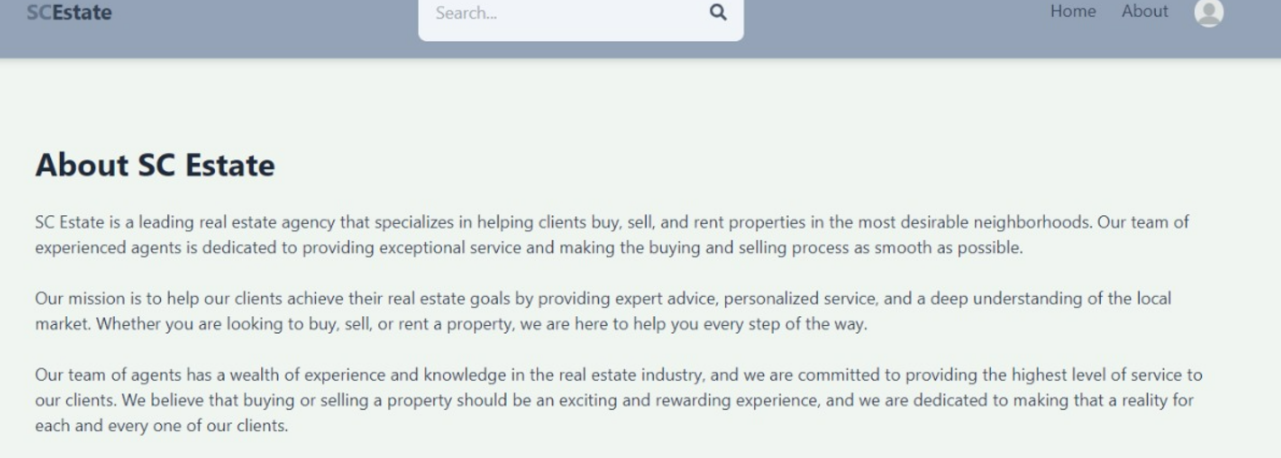 SCEstate
Search...
Home About
About SC Estate
SC Estate is a leading real estate agency that specializes in helping clients buy, sell, and rent properties in the most desirable neighborhoods. Our team of
experienced agents is dedicated to providing exceptional service and making the buying and selling process as smooth as possible.
Our mission is to help our clients achieve their real estate goals by providing expert advice, personalized service, and a deep understanding of the local
market. Whether you are looking to buy, sell, or rent a property, we are here to help you every step of the way.
Our team of agents has a wealth of experience and knowledge in the real estate industry, and we are committed to providing the highest level of service to
our clients. We believe that buying or selling a property should be an exciting and rewarding experience, and we are dedicated to making that a reality for
each and every one of our clients.